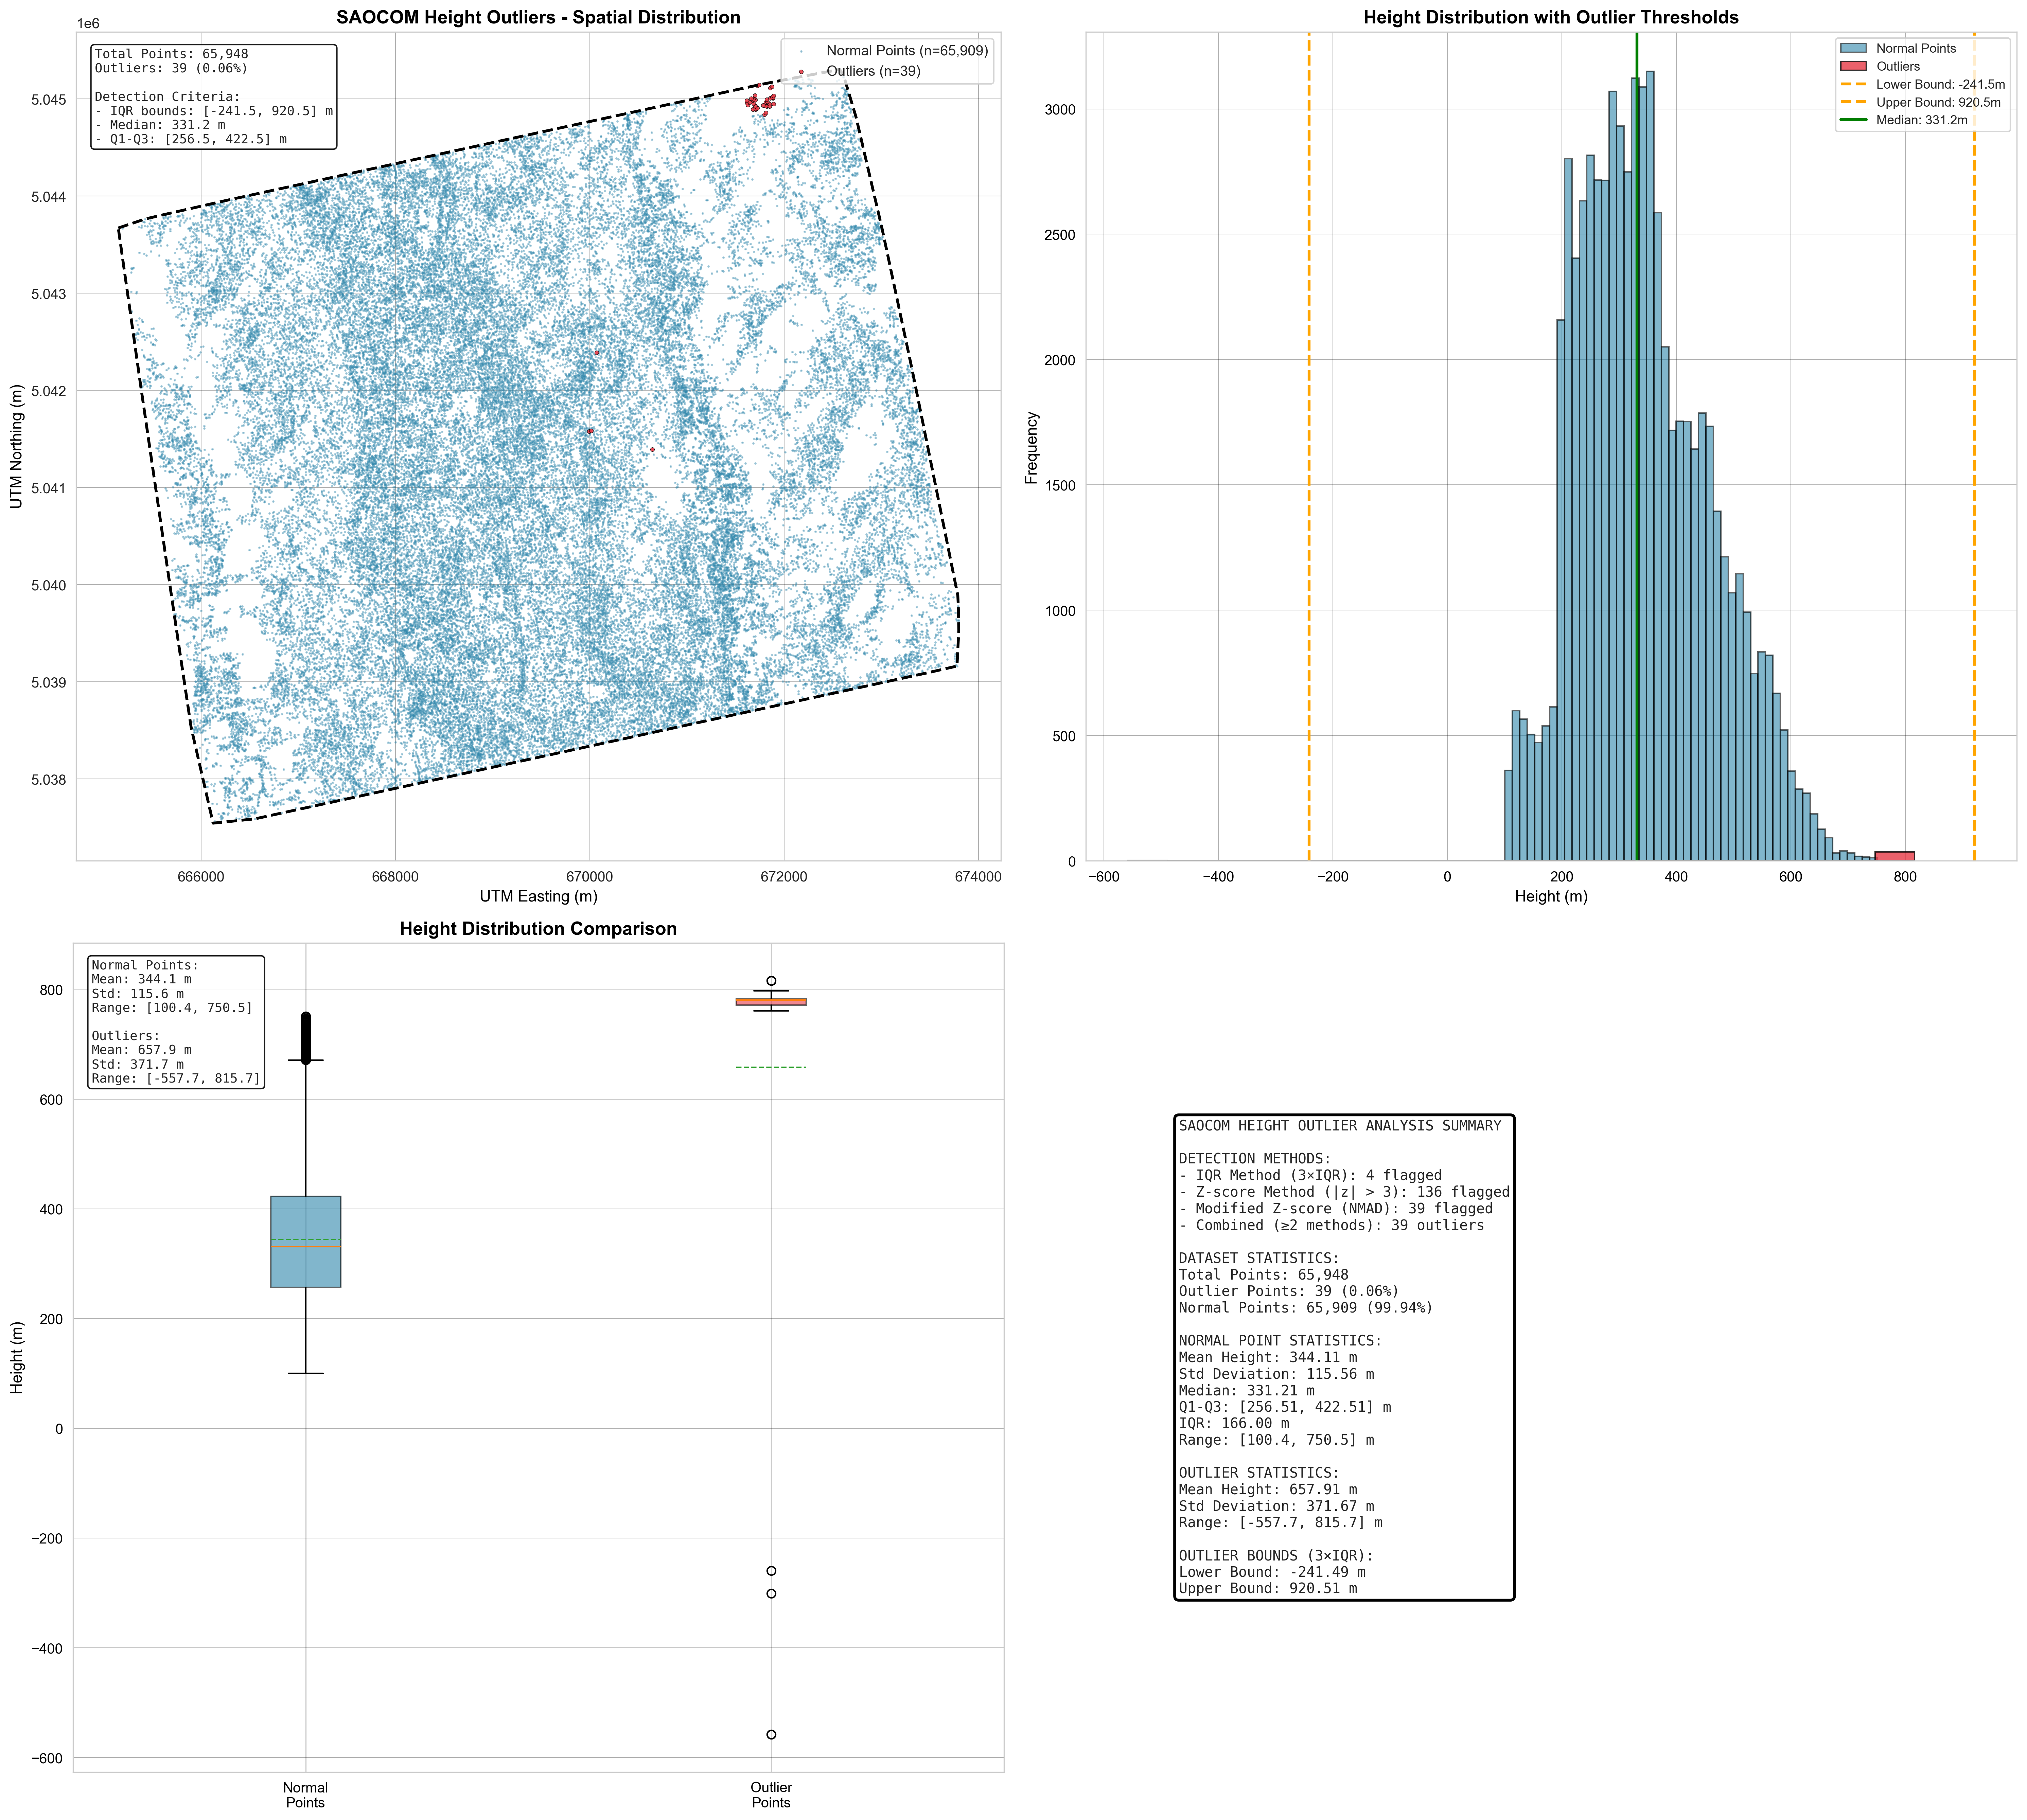 SAOCOM Height Outliers - Spatial Distribution
1e6
Total Points: 65,948
Outliers: 39 (0.06%)
Detection Criteria:
- IQR bounds: [-241.5, 920.5] m
- Median: 331.2 m
- Q1-Q3: [256.5, 422.5] m
Normal Points (n=65,909)
Outliers (n=39)
5.045
5.044
5.043
5.042
5.041
5.040
5.039
5.038
UTM Northing (m)
666000
668000
670000
672000
674000
UTM Easting (m)
Height Distribution with Outlier Thresholds
Normal Points
Outliers
Lower Bound: -241.5m
Upper Bound: 920.5m
Median: 331.2m
3000
2500
2000
1500
1000
500
0
Frequency
−600
−400
−200
0
200
400
600
800
Height (m)
Height Distribution Comparison
Normal Points:
Mean: 344.1 m
Std: 115.6 m
Range: [100.4, 750.5]
Outliers:
Mean: 657.9 m
Std: 371.7 m
Range: [-557.7, 815.7]
800
600
400
200
0
−200
−400
−600
Height (m)
Normal
Points
Outlier
Points
SAOCOM HEIGHT OUTLIER ANALYSIS SUMMARY
DETECTION METHODS:
- IQR Method (3×IQR): 4 flagged
- Z-score Method (|z| > 3): 136 flagged
- Modified Z-score (NMAD): 39 flagged
- Combined (≥2 methods): 39 outliers
DATASET STATISTICS:
Total Points: 65,948
Outlier Points: 39 (0.06%)
Normal Points: 65,909 (99.94%)
NORMAL POINT STATISTICS:
Mean Height: 344.11 m
Std Deviation: 115.56 m
Median: 331.21 m
Q1-Q3: [256.51, 422.51] m
IQR: 166.00 m
Range: [100.4, 750.5] m
OUTLIER STATISTICS:
Mean Height: 657.91 m
Std Deviation: 371.67 m
Range: [-557.7, 815.7] m
OUTLIER BOUNDS (3×IQR):
Lower Bound: -241.49 m
Upper Bound: 920.51 m